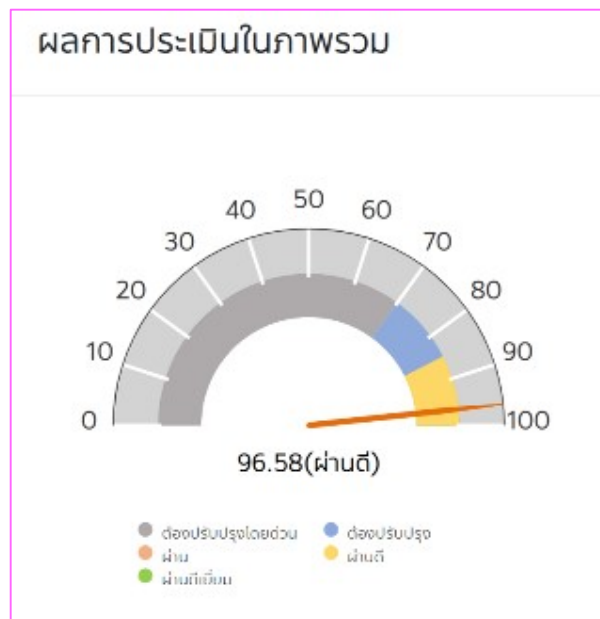 ผลการประเมินในภาพรวม
50
40
60
30
70
20
80
10
90
0
100
96.58(ผ่านดี)
ต้องปรับปรุงโดยด่วน
ต้องปรับปรุง
ผ่าน
ผ่านดี
ผ่านดีเยี่ยม